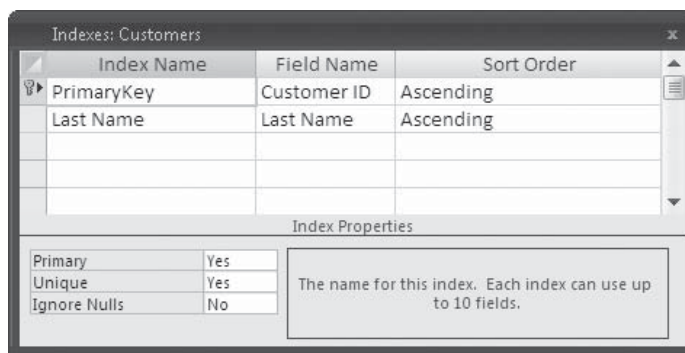 Indexes: Customers x
Index Name Field Name Sort Order
PrimaryKey Customer ID Ascending
Last Name Last Name Ascending
Index Properties
Primary Yes
Unique Yes
Ignore Nulls No
The name for this index. Each index can use up
to 10 fields.